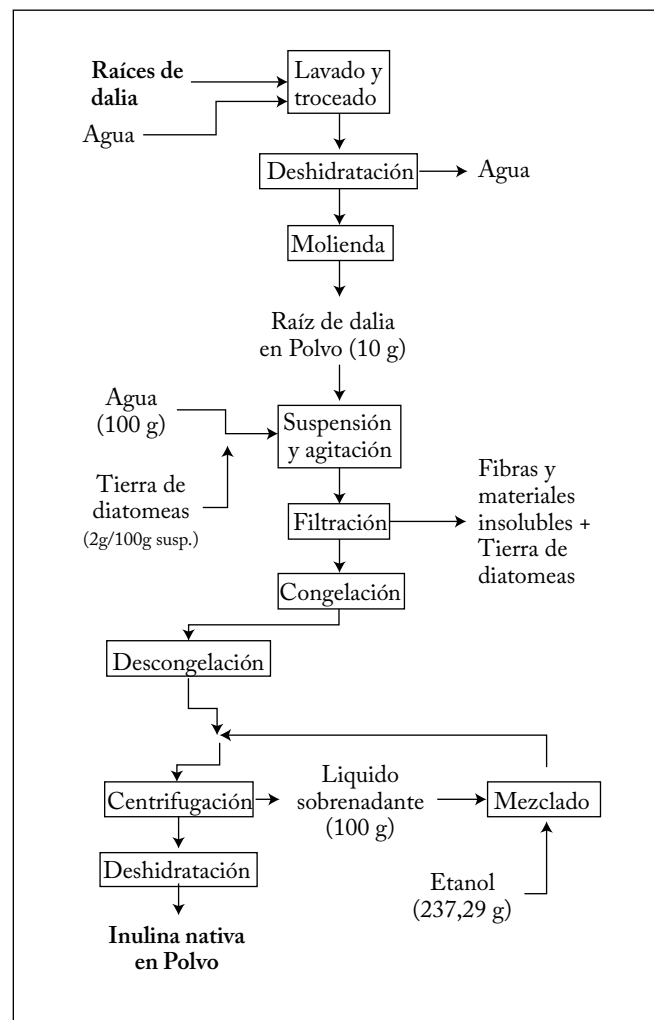 Raíces de
dalia
Lavado y
troceado
Agua
Deshidratación
Agua
Molienda
Raíz de dalia
en Polvo (10 g)
Agua
(100 g)
Suspensión
y agitación
Tierra de
diatomeas
(2g/100g susp.)
Filtración
Fibras y
materiales
insolubles +
Tierra de
diatomeas
Congelación
Descongelación
Centrifugación
Liquido
sobrenadante
(100 g)
Mezclado
Deshidratación
Etanol
(237,29 g)
Inulina nativa
en Polvo